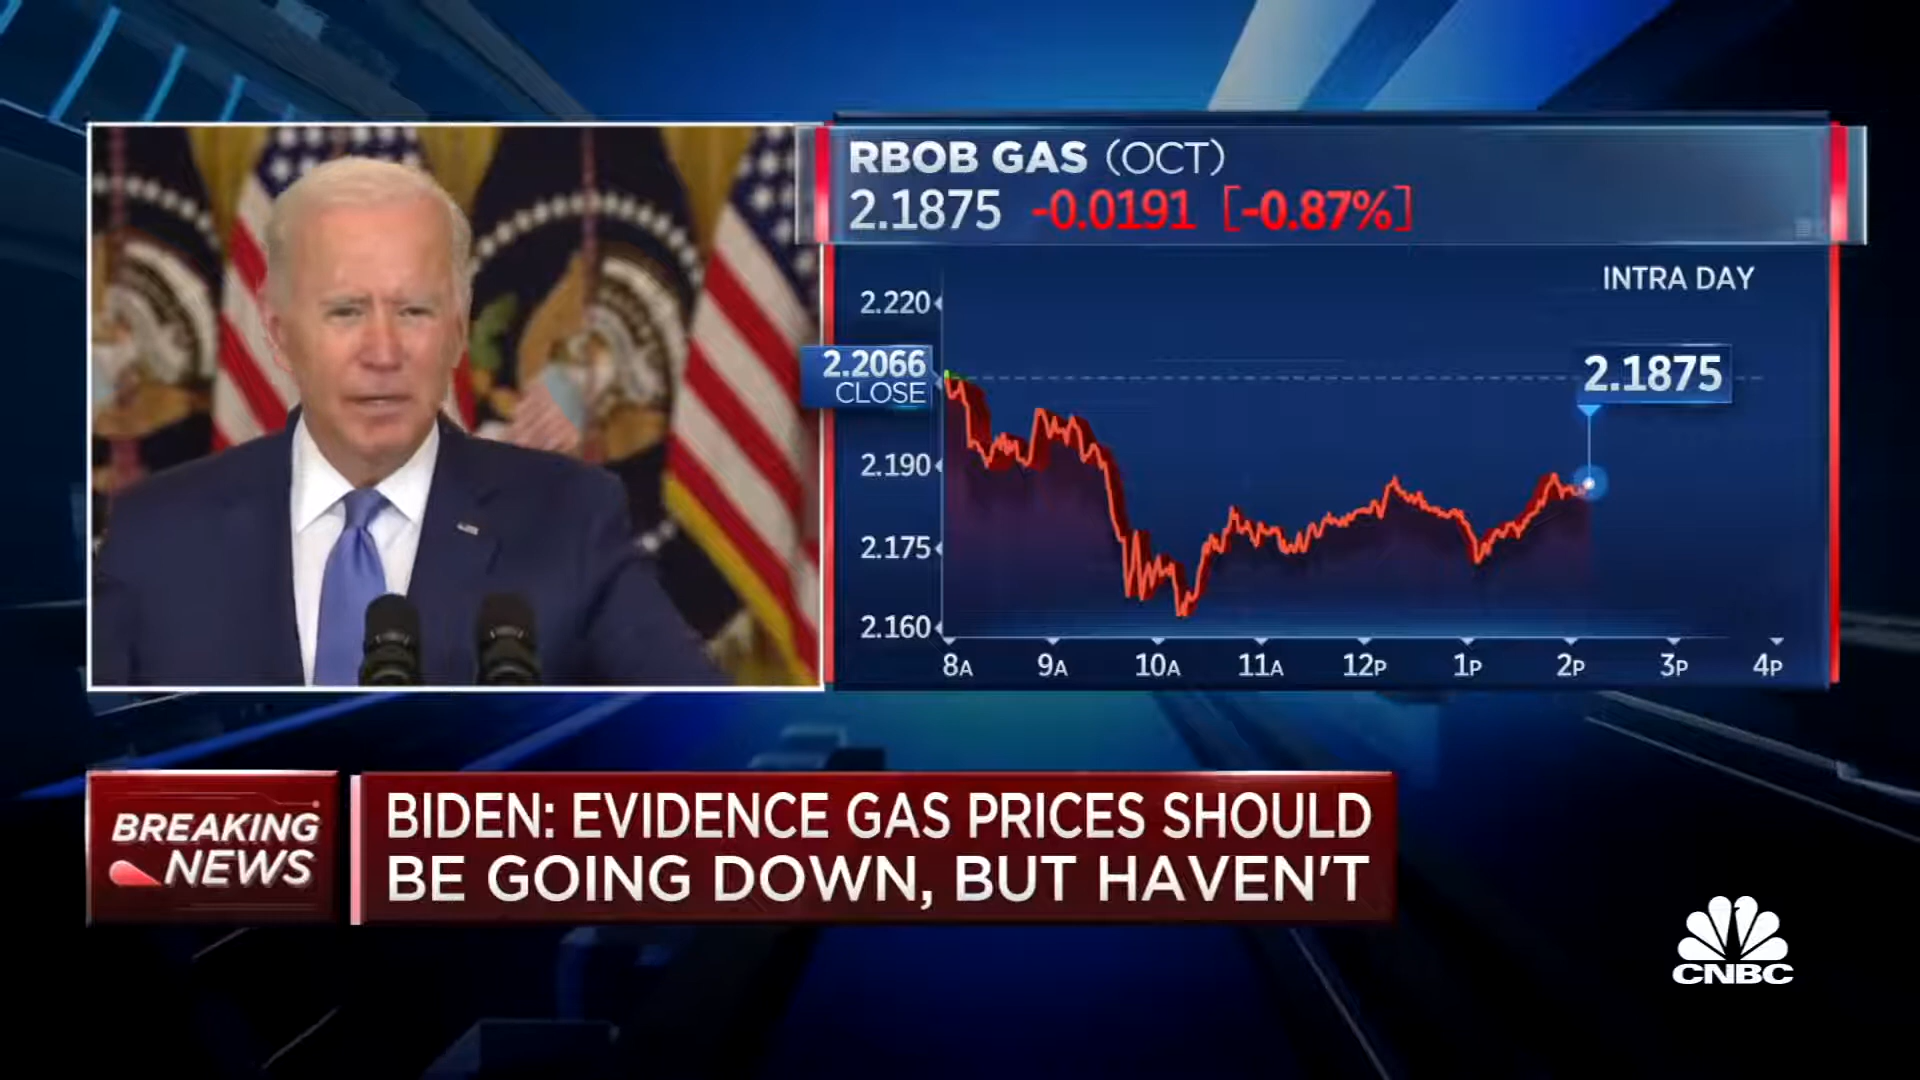 RBOB GAS (OCT)
2.1875 -0.0191 [-0.87%]
INTRA DAY
2.220
2.2066
CLOSE
2.1875
2.190
2.175
2.160
8A 9A 10A 11A 12P 1P 2P 3P 4P
BREAKING
NEWS
BIDEN: EVIDENCE GAS PRICES SHOULD
BE GOING DOWN, BUT HAVEN'T
CNBC